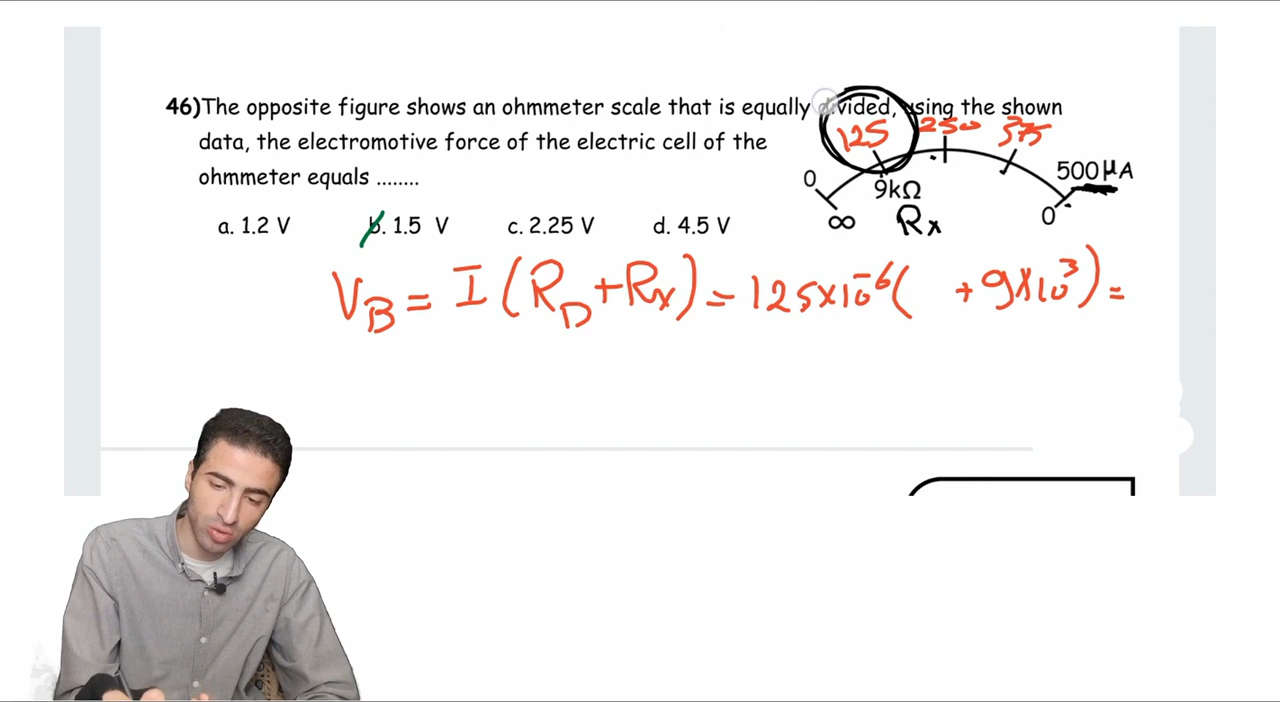 46)The opposite figure shows an ohmmeter scale that is equally divided, using the shown
data, the electromotive force of the electric cell of the
ohmmeter equals ........
125 250 375
0 500μA
9kΩ
∞ Rx 0
a. 1.2 V b. 1.5 V c. 2.25 V d. 4.5 V
VB = I (RD+Rx) = 125x10⁻⁶( + 9x10³) =